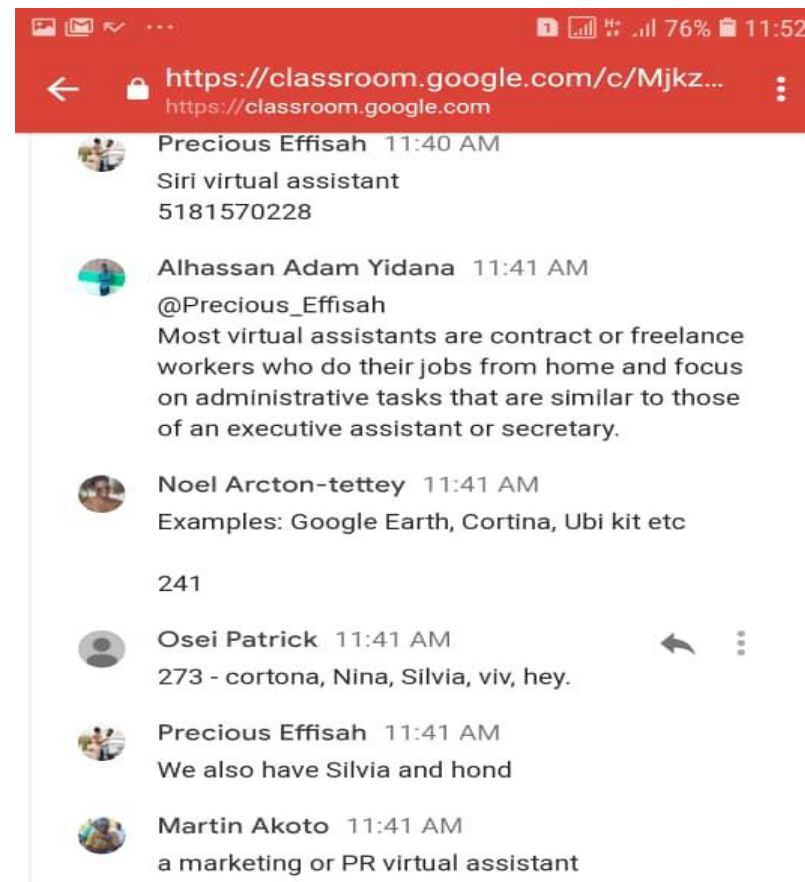 1 H+ 76% 11:52
https://classroom.google.com/c/Mjkz...
https://classroom.google.com
Precious Effisah 11:40 AM
Siri virtual assistant
5181570228
Alhassan Adam Yidana 11:41 AM
@Precious_Effisah
Most virtual assistants are contract or freelance
workers who do their jobs from home and focus
on administrative tasks that are similar to those
of an executive assistant or secretary.
Noel Arcton-tettey 11:41 AM
Examples: Google Earth, Cortina, Ubi kit etc
241
Osei Patrick 11:41 AM
273 - cortona, Nina, Silvia, viv, hey.
Precious Effisah 11:41 AM
We also have Silvia and hond
Martin Akoto 11:41 AM
a marketing or PR virtual assistant